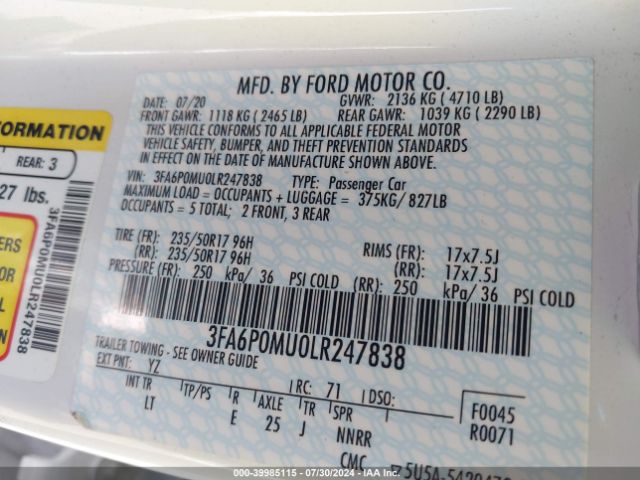 MFD. BY FORD MOTOR CO.
DATE: 07/20 GVWR: 2136 KG ( 4710 LB)
FRONT GAWR: 1118 KG ( 2465 LB) REAR GAWR: 1039 KG ( 2290 LB)
THIS VEHICLE CONFORMS TO ALL APPLICABLE FEDERAL MOTOR
VEHICLE SAFETY, BUMPER, AND THEFT PREVENTION STANDARDS
IN EFFECT ON THE DATE OF MANUFACTURE SHOWN ABOVE.
VIN: 3FA6P0MU0LR247838 TYPE: Passenger Car
MAXIMUM LOAD = OCCUPANTS + LUGGAGE = 375KG/ 827LB
OCCUPANTS = 5 TOTAL; 2 FRONT, 3 REAR
TIRE (FR): 235/50R17 96H RIMS (FR): 17x7.5J
(RR): 235/50R17 96H (RR): 17x7.5J
PRESSURE (FR): 250 kPa/ 36 PSI COLD (RR): 250 kPa/ 36 PSI COLD
3FA6P0MU0LR247838
TRAILER TOWING - SEE OWNER GUIDE
EXT PNT: YZ RC: 71 DSO: F0045
INT TR TP/PS R AXLE TR SPR R0071
LT E 25 J NNRR
CMC
FORMATION
REAR: 3
27 lbs.
3FA6P0MU0LR247838
ERS
OR
L
N
000-39985115 - 07/30/2024 - IAA Inc.